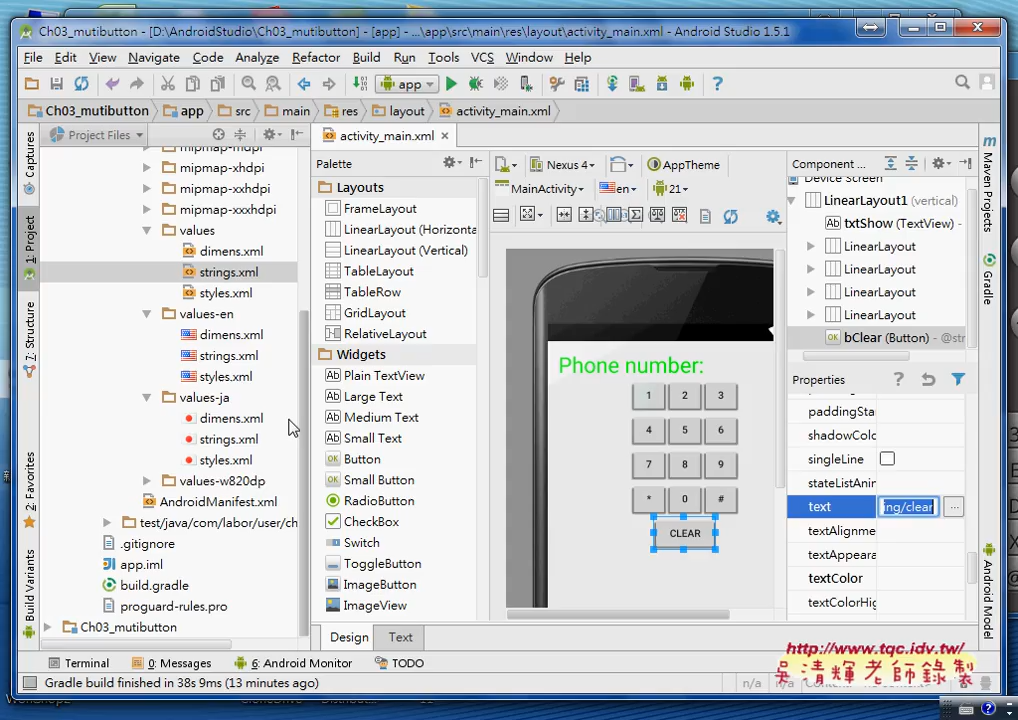 Ch03_mutibutton - [D:\AndroidStudio\Ch03_mutibutton] - [app] - ...\app\src\main\res\layout\activity_main.xml - Android Studio 1.5.1
File Edit View Navigate Code Analyze Refactor Build Run Tools VCS Window Help
app
Ch03_mutibutton app src main res layout activity_main.xml
Project Files
activity_main.xml
Captures
1: Project
7: Structure
2: Favorites
Build Variants
mipmap-mdpi
mipmap-xhdpi
mipmap-xxhdpi
mipmap-xxxhdpi
values
dimens.xml
strings.xml
styles.xml
values-en
dimens.xml
strings.xml
styles.xml
values-ja
dimens.xml
strings.xml
styles.xml
values-w820dp
AndroidManifest.xml
test/java/com/labor/user/ch
.gitignore
app.iml
build.gradle
proguard-rules.pro
Ch03_mutibutton
Palette
Layouts
FrameLayout
LinearLayout (Horizonta
LinearLayout (Vertical)
TableLayout
TableRow
GridLayout
RelativeLayout
Widgets
Plain TextView
Large Text
Medium Text
Small Text
Button
Small Button
RadioButton
CheckBox
Switch
ToggleButton
ImageButton
ImageView
Design Text
Nexus 4 AppTheme
MainActivity en 21
Phone number:
1 2 3
4 5 6
7 8 9
* 0 #
CLEAR
Component ...
Device Screen
LinearLayout1 (vertical)
txtShow (TextView) -
LinearLayout
LinearLayout
LinearLayout
LinearLayout
bClear (Button) - @str
Properties
paddingStar
shadowColo
singleLine
stateListAnin
text ing/clear ...
textAlignme
textAppeara
textColor
textColorHig
Maven Projects
Gradle
Android Model
Terminal 0: Messages 6: Android Monitor TODO
Gradle build finished in 38s 9ms (13 minutes ago)
n/a
http://www.tqc.idv.tw/
吳清輝老師錄製